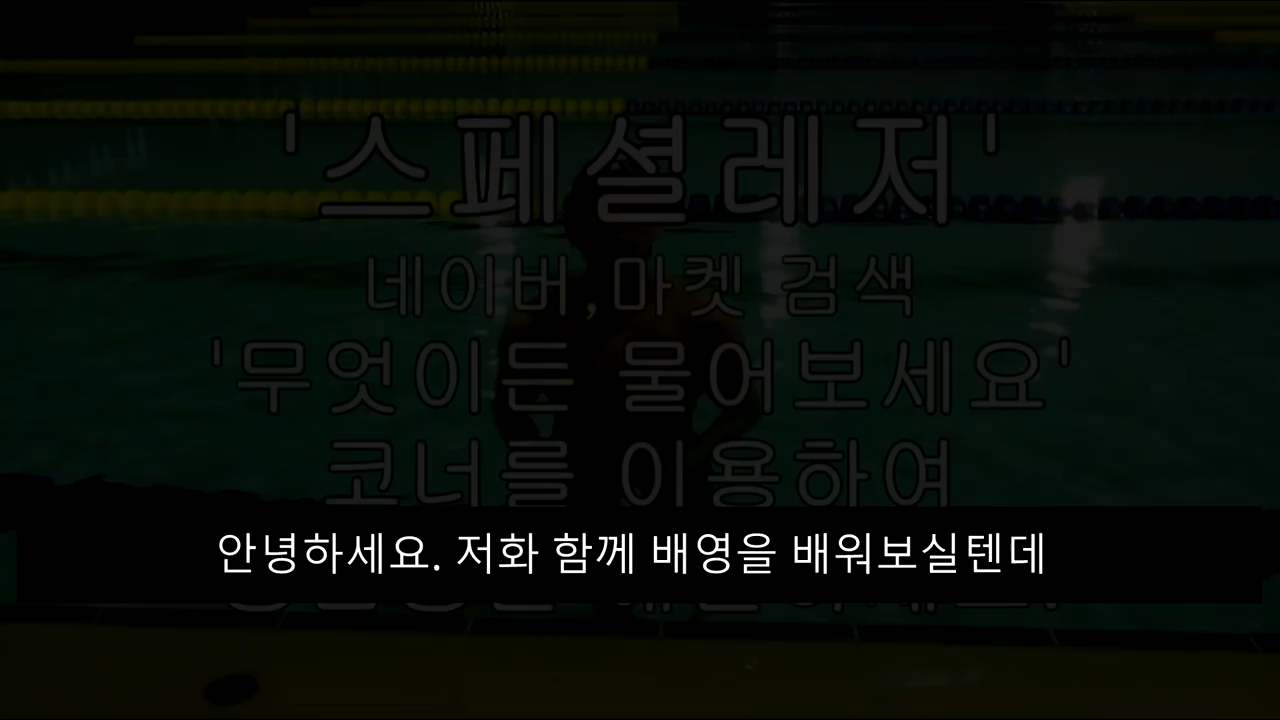 '스페셜레저'
네이버,마켓 검색
'무엇이든 물어보세요'
코너를 이용하여
안녕하세요. 저화 함께 배영을 배워보실텐데